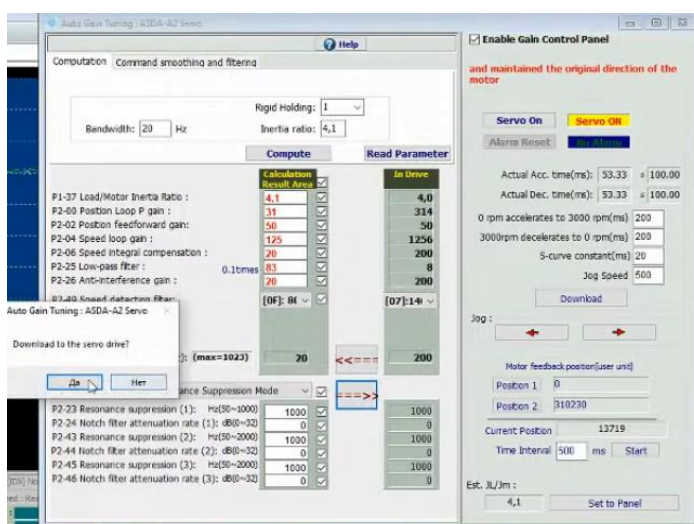 Auto Gain Tuning : ASDA-A2 Servo
Help
Computation Command smoothing and filtering
Rigid Holding: 1
Bandwidth: 20 Hz
Inertia ratio: 4,1
Compute
Read Parameter
Calculation Result Area
In Drive
P1-37 Load/Motor Inertia Ratio : 4,1 4,0
P2-00 Postion Loop P gain : 31 314
P2-02 Position feedforward gain: 50 50
P2-04 Speed loop gain : 125 1256
P2-06 Speed integral compensation : 20 200
P2-25 Low-pass filter : 0.1tmes 83 8
P2-26 Anti-interference gain : 20 200
P2-49 Speed detection filter: [0F]: 8( [07]:14(
(max=1023) 20 <<=== 200
ance Suppression Mode
===>>
P2-23 Resonance suppression (1): Hz(50~1000) 1000 1000
P2-24 Notch filter attenuation rate (1): dB(0~32) 0 0
P2-43 Resonance suppression (2): Hz(50~2000) 1000 1000
P2-44 Notch filter attenuation rate (2): dB(0~32) 0 0
P2-45 Resonance suppression (3): Hz(50~2000) 1000 1000
P2-46 Notch filter attenuation rate (3): dB(0~32) 0 0
Auto Gain Tuning : ASDA-A2 Servo
Download to the servo drive?
Да
Нет
Enable Gain Control Panel
and maintained the original direction of the
motor
Servo On
Servo ON
Alarm Reset
No Alarm
Actual Acc. time(ms): 53.33 ≤ 100.00
Actual Dec. time(ms): 53.33 ≤ 100.00
0 rpm accelerates to 3000 rpm(ms) 200
3000rpm decelerates to 0 rpm(ms) 200
S-curve constant(ms) 20
Jog Speed 500
Download
Jog :
Motor feedback position[user unit]
Position 1 0
Position 2 310230
Current Position 13719
Time Interval 500 ms Start
Est. JL/Jm :
4,1
Set to Panel